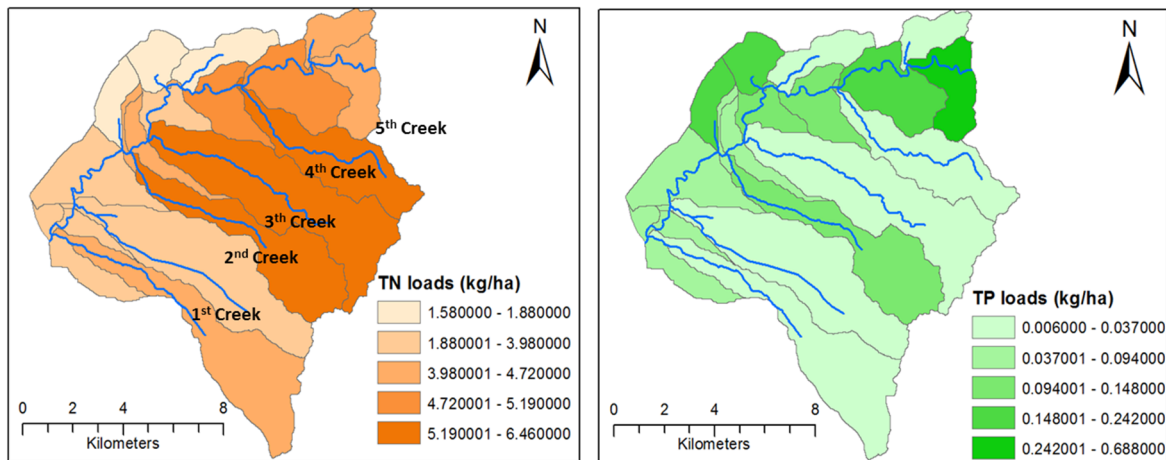 N
5th Creek
4th Creek
3th Creek
2nd Creek
1st Creek
TN loads (kg/ha)
1.580000 - 1.880000
1.880001 - 3.980000
3.980001 - 4.720000
4.720001 - 5.190000
5.190001 - 6.460000
0 2 4 8
Kilometers
N
TP loads (kg/ha)
0.006000 - 0.037000
0.037001 - 0.094000
0.094001 - 0.148000
0.148001 - 0.242000
0.242001 - 0.688000
0 2 4 8
Kilometers